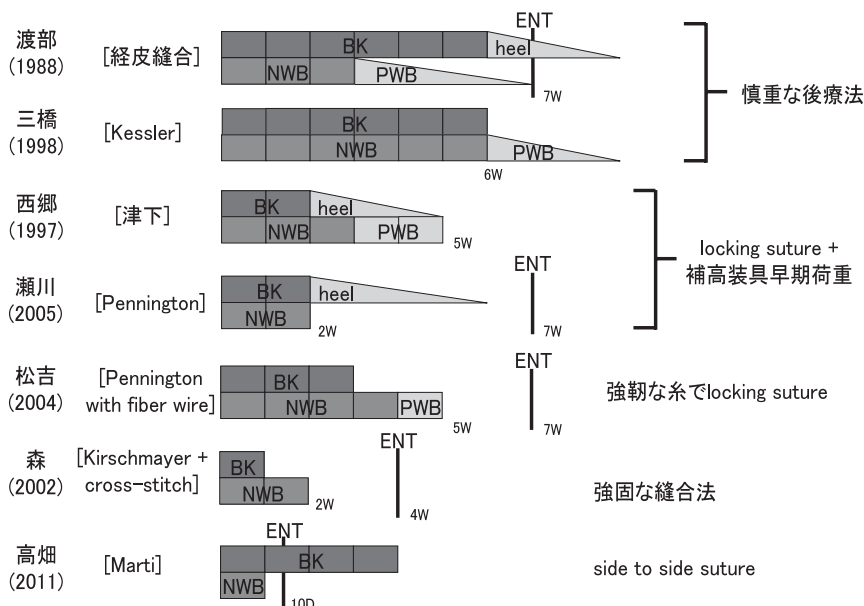 ENT
渡部
(1988)
[経皮縫合]
BK
heel
NWB
PWB
7W
慎重な後療法
三橋
(1998)
[Kessler]
BK
NWB
PWB
6W
西郷
(1997)
[津下]
BK
heel
NWB
PWB
5W
locking suture +
補高装具早期荷重
ENT
瀬川
(2005)
[Pennington]
BK
heel
NWB
2W
7W
ENT
松吉
(2004)
[Pennington
with fiber wire]
BK
NWB
PWB
5W
7W
強靭な糸でlocking suture
ENT
森
(2002)
[Kirschmayer +
cross-stitch]
BK
NWB
2W
4W
強固な縫合法
ENT
高畑
(2011)
[Marti]
BK
NWB
10D
side to side suture